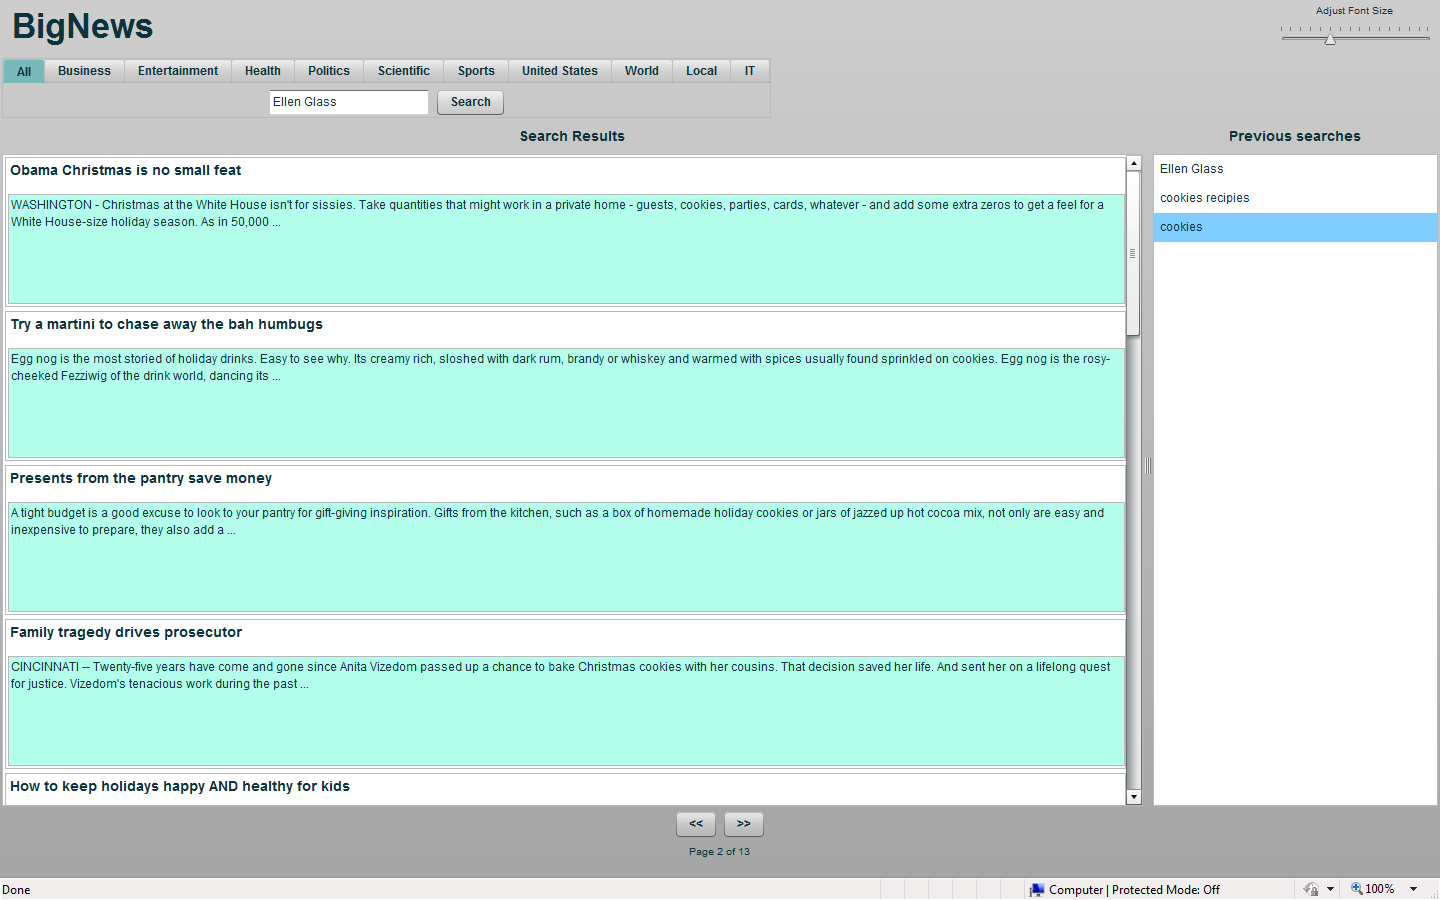 BigNews
Adjust Font Size
All Business Entertainment Health Politics Scientific Sports United States World Local IT
Ellen Glass Search
Search Results
Previous searches
Obama Christmas is no small feat
WASHINGTON - Christmas at the White House isn't for sissies. Take quantities that might work in a private home - guests, cookies, parties, cards, whatever - and add some extra zeros to get a feel for a
White House-size holiday season. As in 50,000 ...
Try a martini to chase away the bah humbugs
Egg nog is the most storied of holiday drinks. Easy to see why. Its creamy rich, sloshed with dark rum, brandy or whiskey and warmed with spices usually found sprinkled on cookies. Egg nog is the rosy-
cheeked Fezziwig of the drink world, dancing its ...
Presents from the pantry save money
A tight budget is a good excuse to look to your pantry for gift-giving inspiration. Gifts from the kitchen, such as a box of homemade holiday cookies or jars of jazzed up hot cocoa mix, not only are easy and
inexpensive to prepare, they also add a ...
Family tragedy drives prosecutor
CINCINNATI -- Twenty-five years have come and gone since Anita Vizedom passed up a chance to bake Christmas cookies with her cousins. That decision saved her life. And sent her on a lifelong quest
for justice. Vizedom's tenacious work during the past ...
How to keep holidays happy AND healthy for kids
Ellen Glass
cookies recipies
cookies
<< >>
Page 2 of 13
Done
Computer | Protected Mode: Off
100%